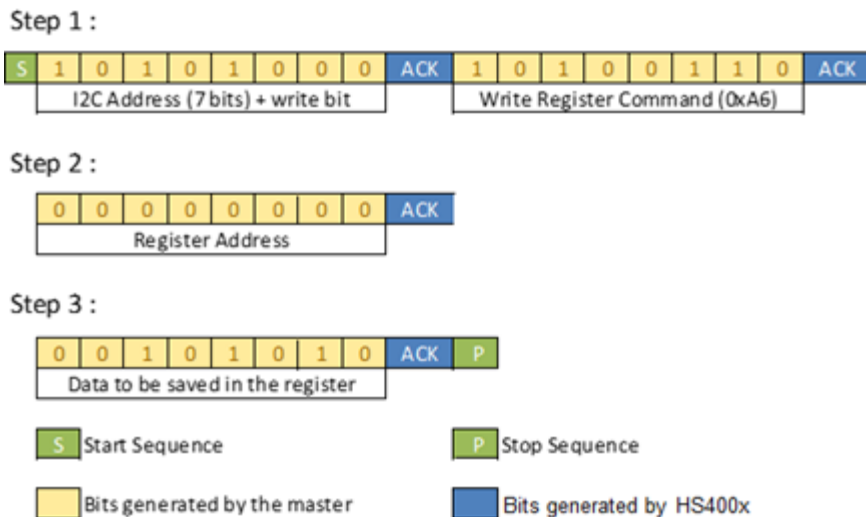 Step 1 :
S 1 0 1 0 1 0 0 0 ACK 1 0 1 0 0 1 1 0 ACK
I2C Address (7 bits) + write bit Write Register Command (0xA6)
Step 2 :
0 0 0 0 0 0 0 0 ACK
Register Address
Step 3 :
0 0 1 0 1 0 1 0 ACK P
Data to be saved in the register
S Start Sequence P Stop Sequence
Bits generated by the master Bits generated by HS400x